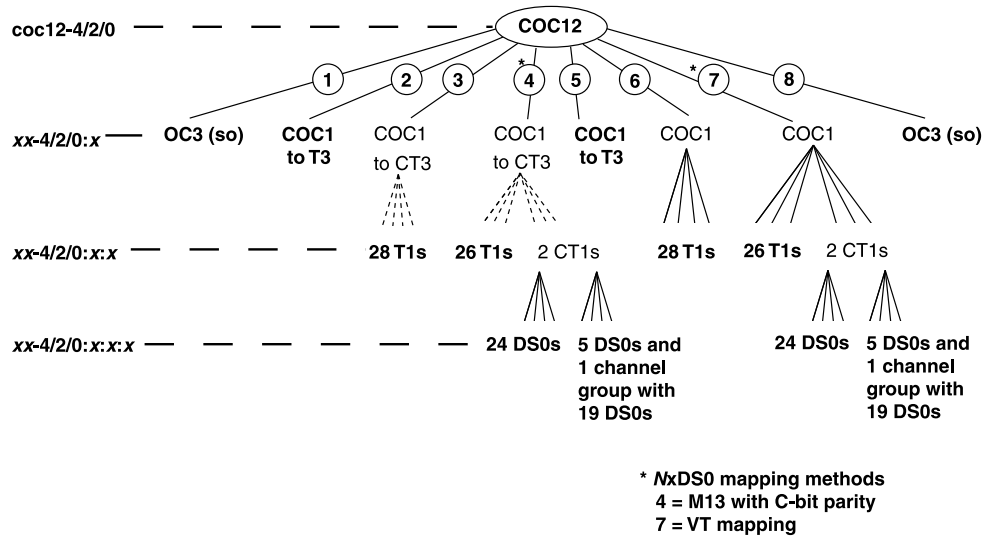 coc12-4/2/0
COC12
1 2 3 * 4 5 6 * 7 8
xx-4/2/0:x
OC3 (so) COC1 COC1 COC1 COC1 COC1 COC1 OC3 (so)
to T3 to CT3 to CT3 to T3
xx-4/2/0:x:x
28 T1s 26 T1s 2 CT1s 28 T1s 26 T1s 2 CT1s
xx-4/2/0:x:x:x
24 DS0s 5 DS0s and 24 DS0s 5 DS0s and
1 channel 1 channel
group with group with
19 DS0s 19 DS0s
* NxDS0 mapping methods
4 = M13 with C-bit parity
7 = VT mapping